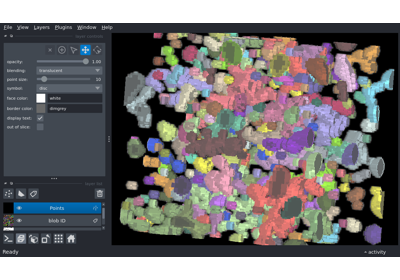 File View Layers Plugins Window Help
opacity: 1.00
blending: translucent
point size: 10
symbol: disc
face color: white
border color: dimgrey
display text:
out of slice:
Points
blob ID
Ready
activity